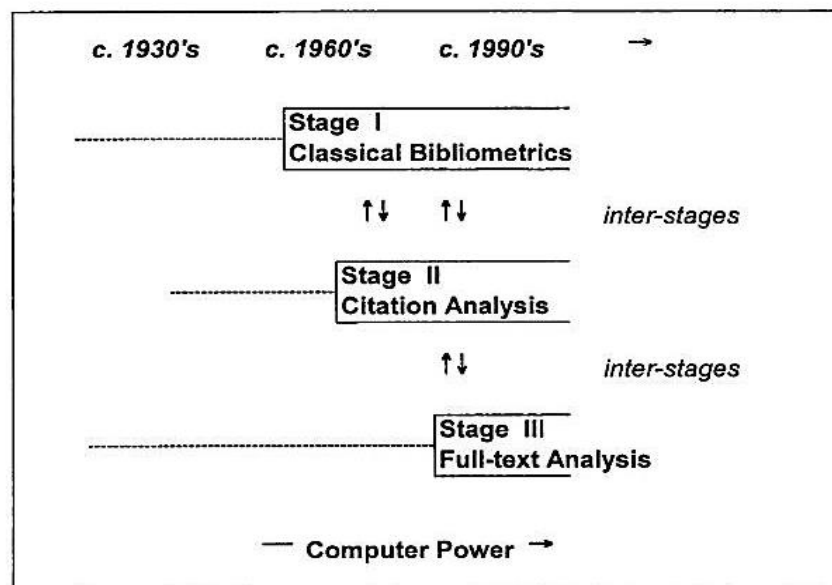 c. 1930's c. 1960's c. 1990's →
Stage I
Classical Bibliometrics
↑↓ ↑↓ inter-stages
Stage II
Citation Analysis
↑↓ inter-stages
Stage III
Full-text Analysis
— Computer Power →